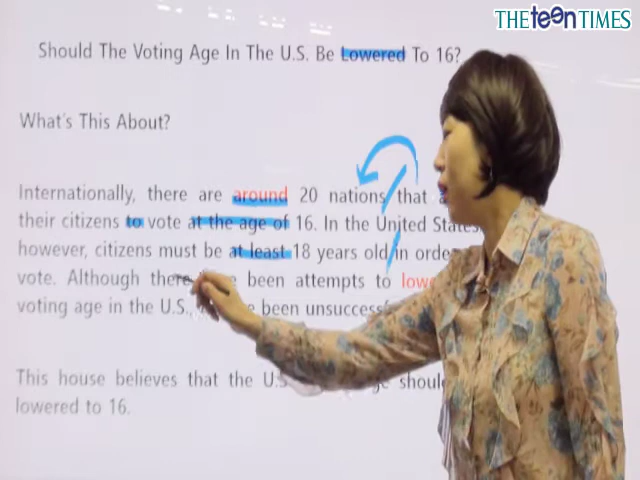 THE teen TIMES
Should The Voting Age In The U.S. Be Lowered To 16?
What's This About?
Internationally, there are around 20 nations that
their citizens to vote at the age of 16. In the United States,
however, citizens must be at least 18 years old in order
vote. Although there been attempts to
voting age in the U.S., been
This house believes that the U.S
lowered to 16.